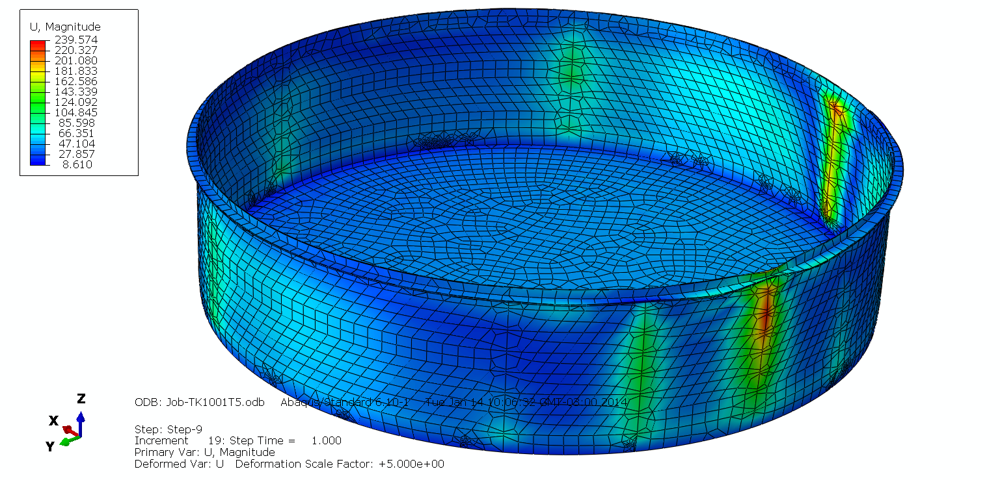 U, Magnitude
239.574
220.327
201.080
181.833
162.586
143.339
124.092
104.845
85.598
66.351
47.104
27.857
8.610
Z
X
Y
ODB: Job-TK1001T5.odb Abaqus/Standard 6.10-1 Tue Jan 14 10:06:32 GMT-03:00 2014
Step: Step-9
Increment 19: Step Time = 1.000
Primary Var: U, Magnitude
Deformed Var: U Deformation Scale Factor: +5.000e+00